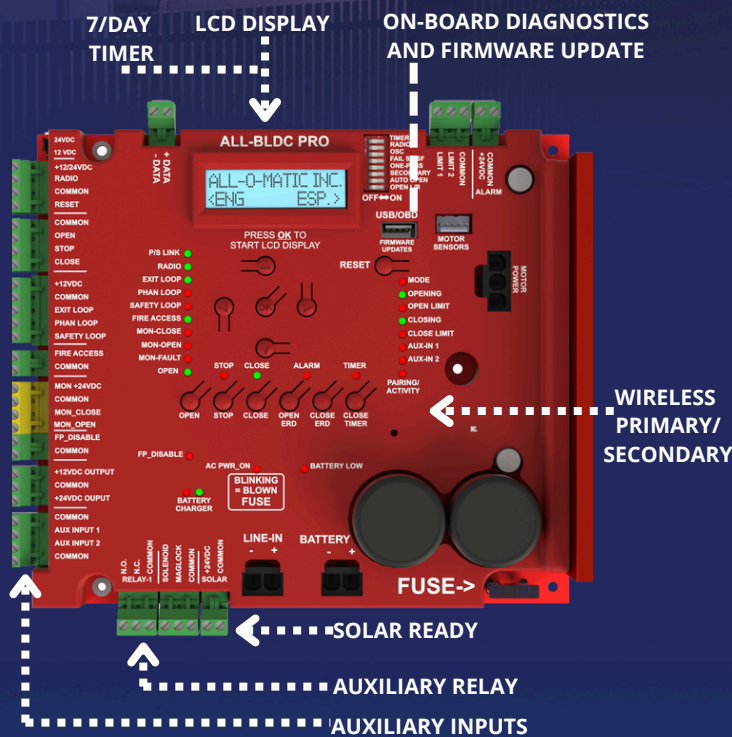 7/DAY
TIMER
LCD DISPLAY
ON-BOARD DIAGNOSTICS
AND FIRMWARE UPDATE
ALL-BLDC PRO
ALL-O-MATIC INC.
<ENG ESP.>
PRESS OK TO
START LCD DISPLAY
- DATA
+ DATA
TIMER
RADIO
OSC
ONE-PASS
SECONDARY
AUTO OPEN
OPEN L/R
OFF⇔ON
LIMIT 1
LIMIT 2
COMMON
+24VDC
COMMON
ALARM
USB/OBD
FIRMWARE
UPDATES
MOTOR
SENSORS
RESET
MOTOR
POWER
24VDC
12 VDC
+12/24VDC
RADIO
COMMON
RESET
COMMON
OPEN
STOP
CLOSE
+12VDC
COMMON
EXIT LOOP
PHAN LOOP
SAFETY LOOP
FIRE ACCESS
COMMON
MON +24VDC
COMMON
MON_CLOSE
MON_OPEN
FP_DISABLE
COMMON
+12VDC OUTPUT
COMMON
+24VDC OUPUT
COMMON
AUX INPUT 1
AUX INPUT 2
COMMON
P/S LINK
RADIO
EXIT LOOP
PHAN LOOP
SAFETY LOOP
FIRE ACCESS
MON-CLOSE
MON-OPEN
MON-FAULT
OPEN
OK
MODE
OPENING
OPEN LIMIT
CLOSING
CLOSE LIMIT
AUX-IN 1
AUX-IN 2
PAIRING/
ACTIVITY
STOP
CLOSE
ALARM
TIMER
OPEN
STOP
CLOSE
OPEN
ERD
CLOSE
ERD
CLOSE
TIMER
WIRELESS
PRIMARY/
SECONDARY
FP_DISABLE
AC PWR_ON
BATTERY LOW
BLINKING
= BLOWN
FUSE
BATTERY
CHARGER
LINE-IN
- +
BATTERY
- +
N.O.
N.C.
COMMON
RELAY-1
SOLENOID
MAGLOCK
COMMON
+24VDC
COMMON
SOLAR
FUSE->
SOLAR READY
AUXILIARY RELAY
AUXILIARY INPUTS